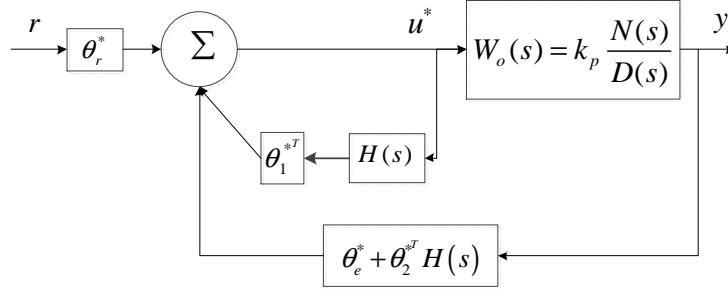 r
θ_r^*
Σ
u^*
W_o(s) = k_p N(s)/D(s)
y
θ_1^{*T}
H(s)
θ_e^* + θ_2^{*T} H(s)